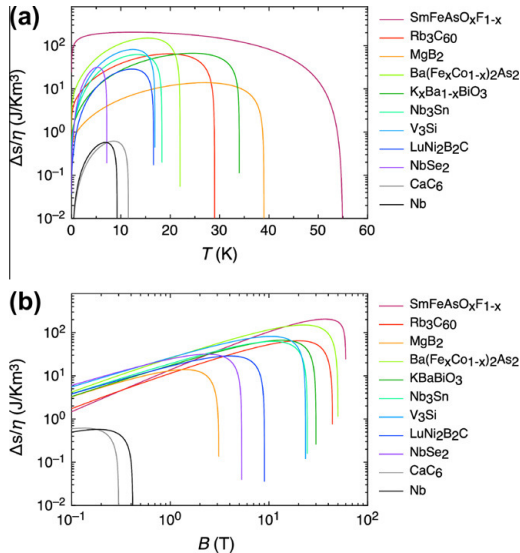 (a)
Δs/η (J/Km³)
10²
10¹
10⁰
10⁻¹
10⁻²
0 10 20 30 40 50 60
T (K)
SmFeAsOₓF₁₋ₓ
Rb₃C₆₀
MgB₂
Ba(FeₓCo₁₋ₓ)₂As₂
KₓBa₁₋ₓBiO₃
Nb₃Sn
V₃Si
LuNi₂B₂C
NbSe₂
CaC₆
Nb
(b)
Δs/η (J/Km³)
10³
10²
10¹
10⁰
10⁻¹
10⁻²
10⁻¹ 10⁰ 10¹ 10²
B (T)
SmFeAsOₓF₁₋ₓ
Rb₃C₆₀
MgB₂
Ba(FeₓCo₁₋ₓ)₂As₂
KBaBiO₃
Nb₃Sn
V₃Si
LuNi₂B₂C
NbSe₂
CaC₆
Nb